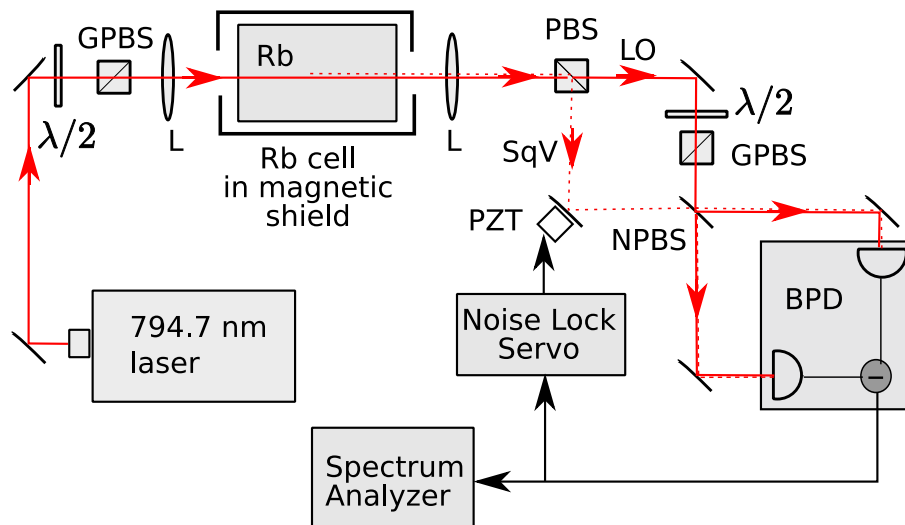 GPBS
Rb
PBS
LO
λ/2
L
L
λ/2
GPBS
Rb cell
in magnetic
shield
SqV
PZT
NPBS
BPD
794.7 nm
laser
Noise Lock
Servo
−
Spectrum
Analyzer